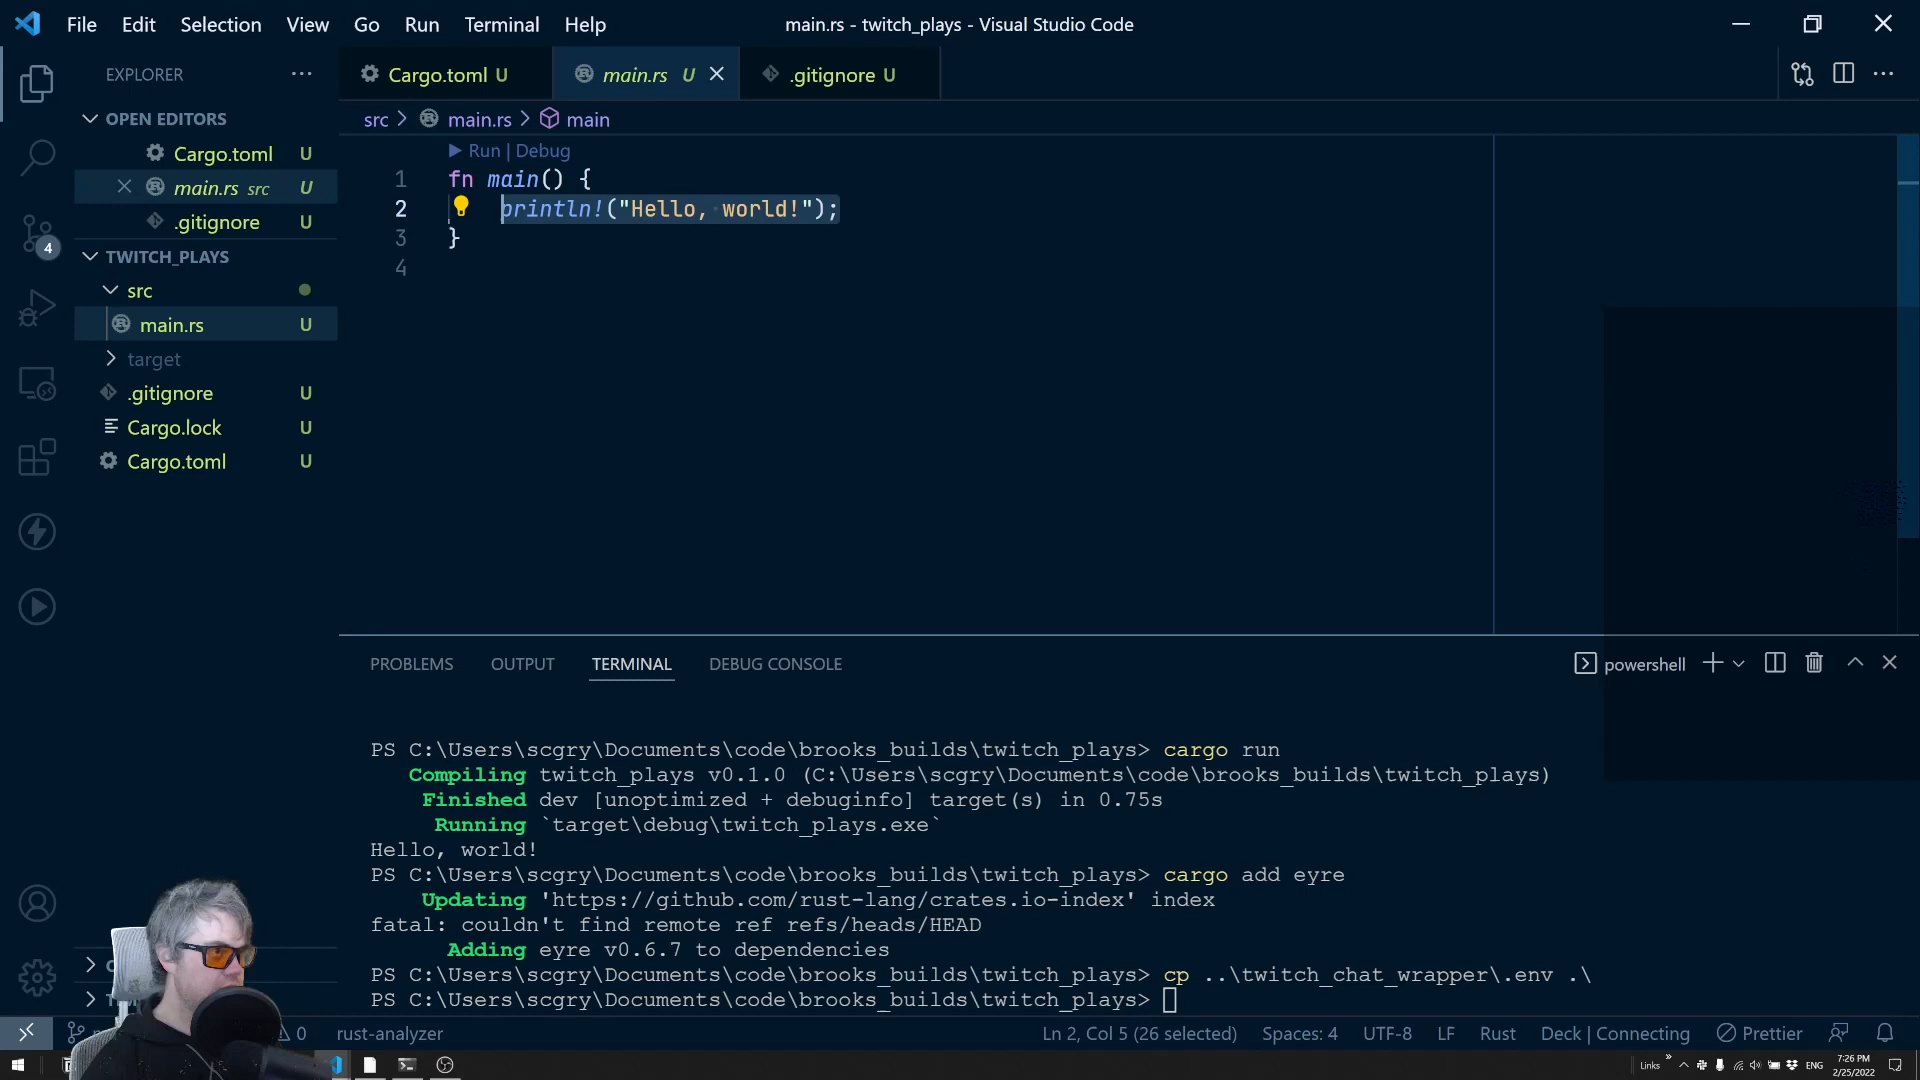 File Edit Selection View Go Run Terminal Help
main.rs - twitch_plays - Visual Studio Code
EXPLORER
OPEN EDITORS
Cargo.toml U
main.rs src U
.gitignore U
4
TWITCH_PLAYS
src
main.rs U
target
.gitignore U
Cargo.lock U
Cargo.toml U
Cargo.toml U
main.rs U
.gitignore U
src > main.rs > main
Run | Debug
1 fn main() {
2 println!("Hello, world!");
3 }
4
PROBLEMS OUTPUT TERMINAL DEBUG CONSOLE
powershell
PS C:\Users\scgry\Documents\code\brooks_builds\twitch_plays> cargo run
Compiling twitch_plays v0.1.0 (C:\Users\scgry\Documents\code\brooks_builds\twitch_plays)
Finished dev [unoptimized + debuginfo] target(s) in 0.75s
Running `target\debug\twitch_plays.exe`
Hello, world!
PS C:\Users\scgry\Documents\code\brooks_builds\twitch_plays> cargo add eyre
Updating 'https://github.com/rust-lang/crates.io-index' index
fatal: couldn't find remote ref refs/heads/HEAD
Adding eyre v0.6.7 to dependencies
PS C:\Users\scgry\Documents\code\brooks_builds\twitch_plays> cp ..\twitch_chat_wrapper\.env .\
PS C:\Users\scgry\Documents\code\brooks_builds\twitch_plays>
0 rust-analyzer
Ln 2, Col 5 (26 selected) Spaces: 4 UTF-8 LF Rust Deck | Connecting Prettier
Links ENG 7:26 PM
2/25/2022